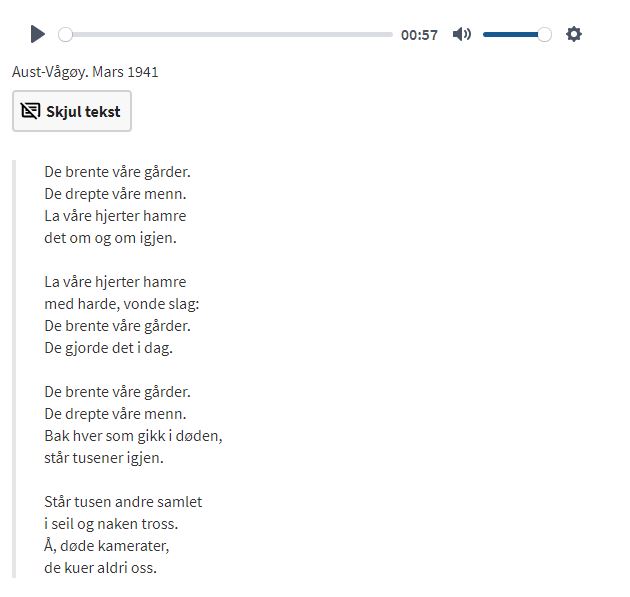 00:57
Aust-Vågøy. Mars 1941
Skjul tekst
De brente våre gårder.
De drepte våre menn.
La våre hjerter hamre
det om og om igjen.
La våre hjerter hamre
med harde, vonde slag:
De brente våre gårder.
De gjorde det i dag.
De brente våre gårder.
De drepte våre menn.
Bak hver som gikk i døden,
står tusener igjen.
Står tusen andre samlet
i seil og naken tross.
Å, døde kamerater,
de kuer aldri oss.